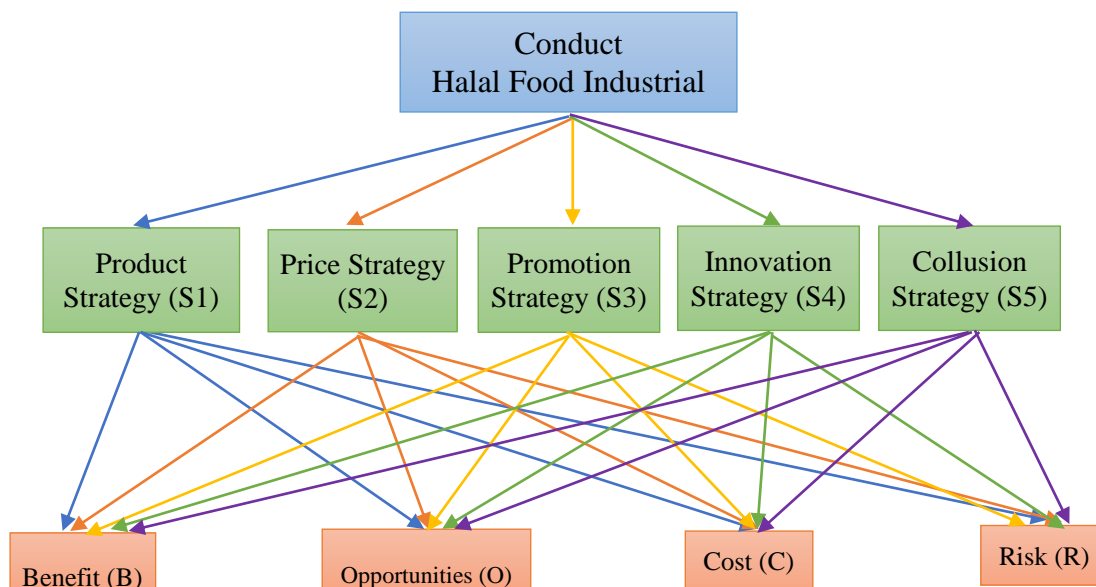 Conduct
Halal Food Industrial
Product
Strategy (S1)
Price Strategy
(S2)
Promotion
Strategy (S3)
Innovation
Strategy (S4)
Collusion
Strategy (S5)
Benefit (B)
Opportunities (O)
Cost (C)
Risk (R)